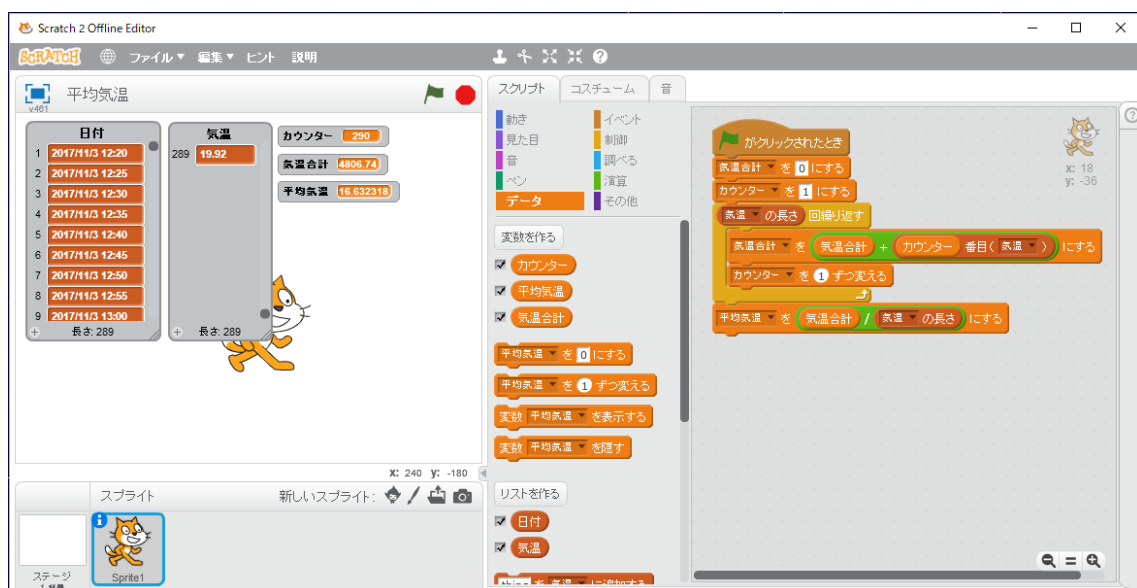 Scratch 2 Offline Editor
SCRATCH ファイル▼ 編集▼ ヒント 説明
v461 平均気温
日付
1 2017/11/3 12:20
2 2017/11/3 12:25
3 2017/11/3 12:30
4 2017/11/3 12:35
5 2017/11/3 12:40
6 2017/11/3 12:45
7 2017/11/3 12:50
8 2017/11/3 12:55
9 2017/11/3 13:00
+ 長さ: 289
気温
289 19.92
+ 長さ: 289
カウンター 290
気温合計 4806.74
平均気温 16.632318
x: 240 y: -180
スプライト 新しいスプライト:
ステージ
Sprite1
スクリプト コスチューム 音
動き イベント
見た目 制御
音 調べる
ペン 演算
データ その他
変数を作る
カウンター
平均気温
気温合計
平均気温▼ を 0 にする
平均気温▼ を 1 ずつ変える
変数 平均気温▼ を表示する
変数 平均気温▼ を隠す
リストを作る
日付
気温
thing を 気温▼ に追加する
がクリックされたとき
気温合計▼ を 0 にする
カウンター▼ を 1 にする
気温▼ の長さ 回繰り返す
気温合計▼ を 気温合計 + カウンター 番目( 気温▼ ) にする
カウンター▼ を 1 ずつ変える
平均気温▼ を 気温合計 / 気温▼ の長さ にする
x: 18
y: -36